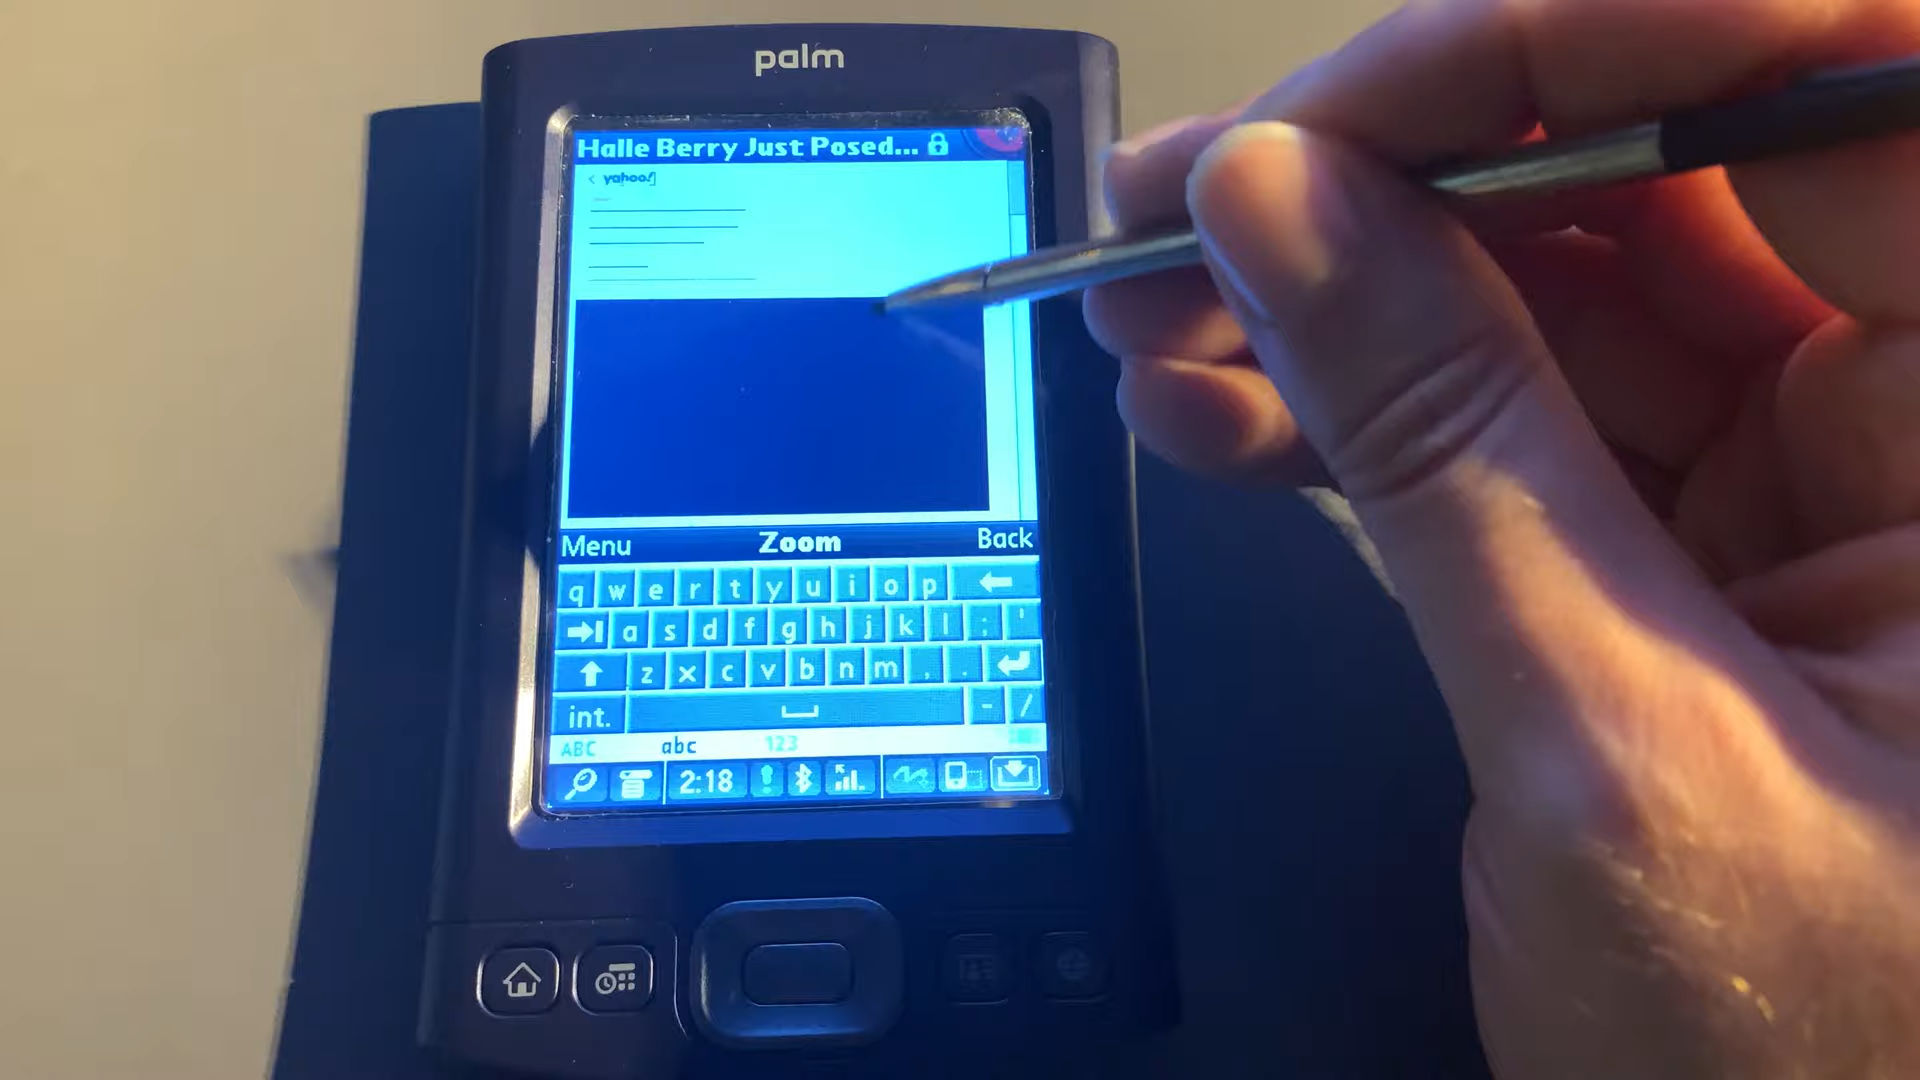 palm
Halle Berry Just Posed...
< yahoo!
Menu Zoom Back
q w e r t y u i o p
a s d f g h j k l ; '
z x c v b n m , .
int. - /
ABC abc 123
2:18